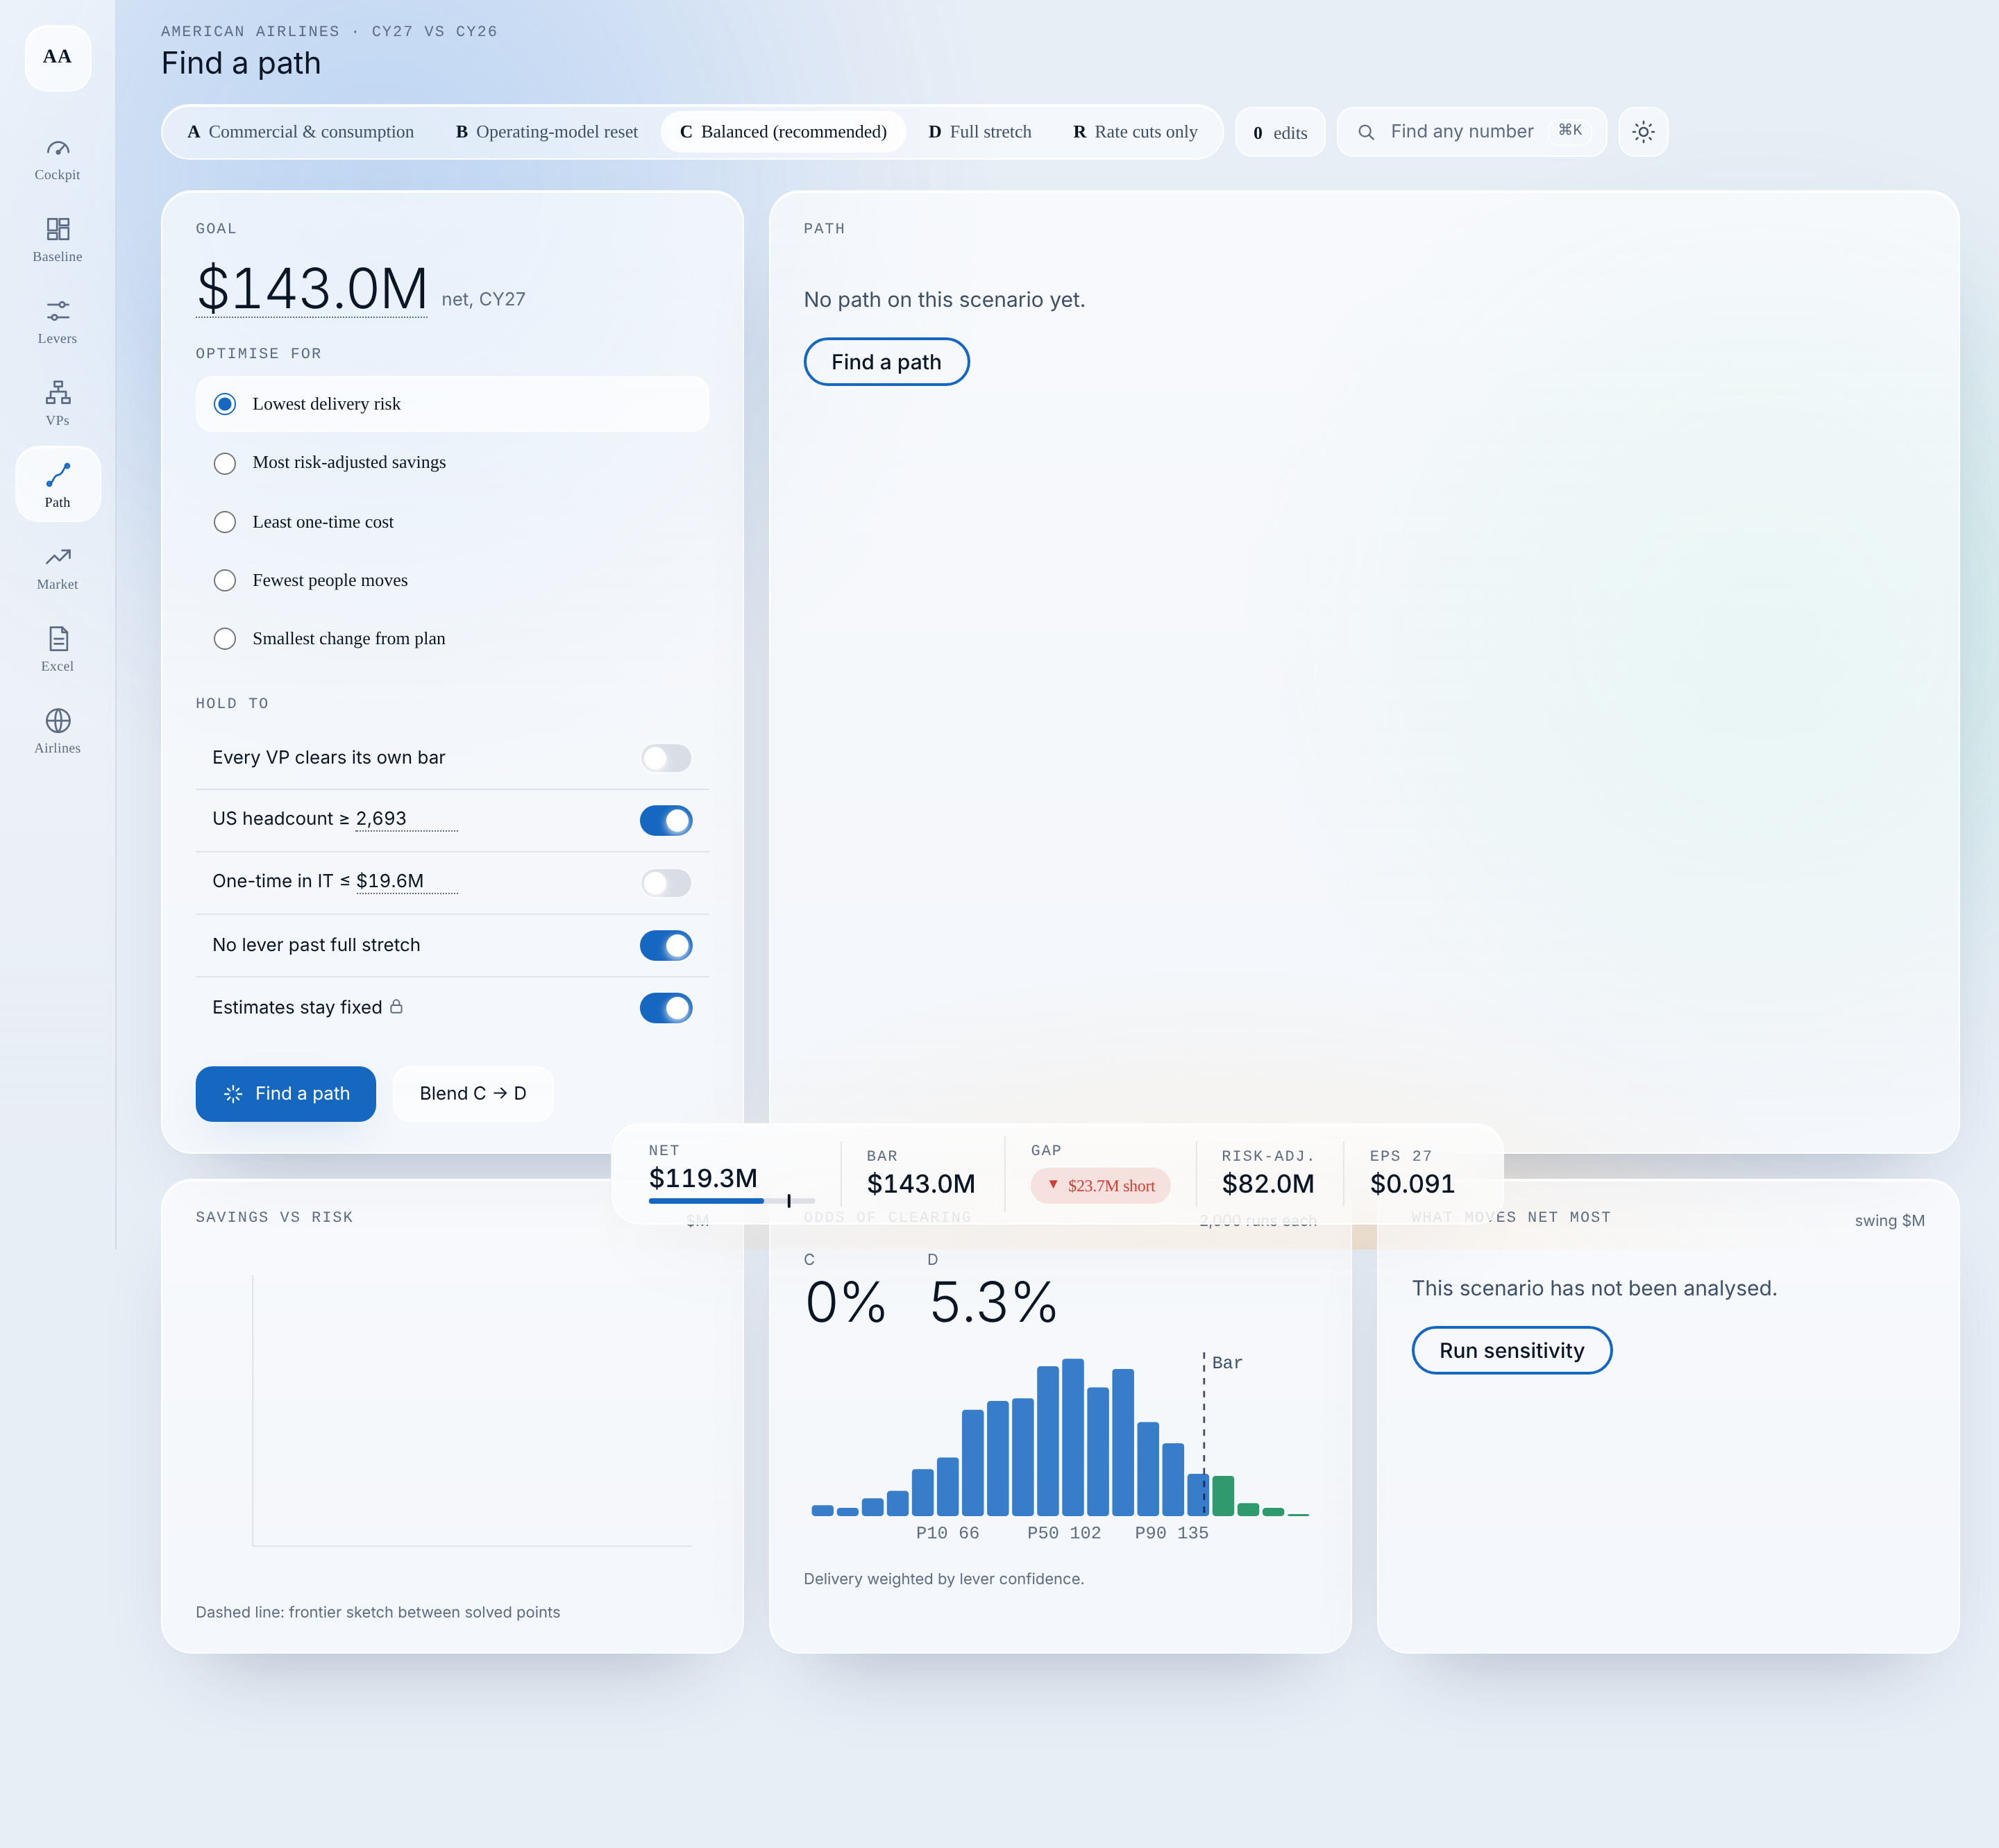 AA
Cockpit
Baseline
Levers
VPs
Path
Market
Excel
Airlines
AMERICAN AIRLINES · CY27 VS CY26
Find a path
A Commercial & consumption B Operating-model reset C Balanced (recommended) D Full stretch R Rate cuts only 0 edits Find any number ⌘K
GOAL
$143.0M net, CY27
OPTIMISE FOR
Lowest delivery risk
Most risk-adjusted savings
Least one-time cost
Fewest people moves
Smallest change from plan
HOLD TO
Every VP clears its own bar
US headcount ≥ 2,693
One-time in IT ≤ $19.6M
No lever past full stretch
Estimates stay fixed
Find a path Blend C → D
PATH
No path on this scenario yet.
Find a path
NET
$119.3M
BAR
$143.0M
GAP
▼ $23.7M short
RISK-ADJ.
$82.0M
EPS 27
$0.091
SAVINGS VS RISK $M
Dashed line: frontier sketch between solved points
ODDS OF CLEARING 2,000 runs each
C D
0% 5.3%
Bar
P10 66 P50 102 P90 135
Delivery weighted by lever confidence.
WHAT MOVES NET MOST swing $M
This scenario has not been analysed.
Run sensitivity